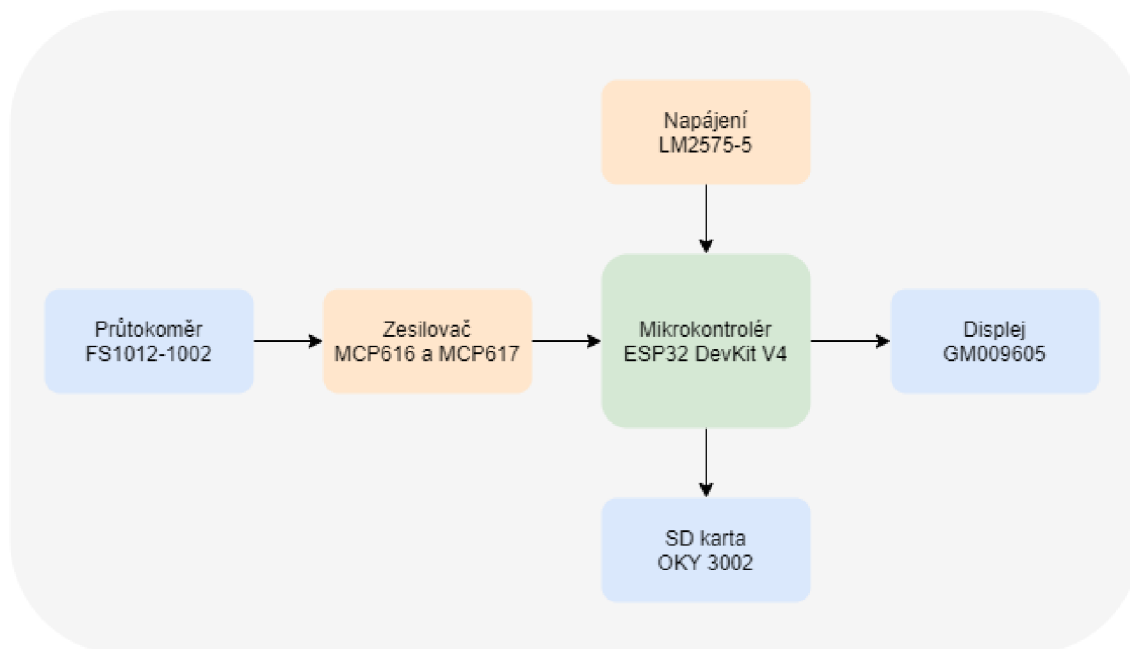 Napájení
LM2575-5
Průtokoměr
FS1012-1002
Zesilovač
MCP616 a MCP617
Mikrokontrolér
ESP32 DevKit V4
Displej
GM009605
SD karta
OKY 3002